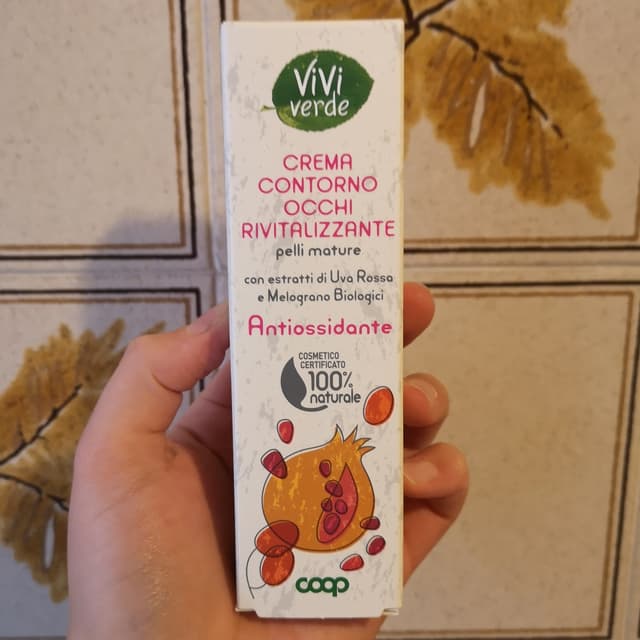 ViVi
verde
CREMA
CONTORNO
OCCHI
RIVITALIZZANTE
pelli mature
con estratti di Uva Rossa
e Melograno Biologici
Antiossidante
COSMETICO
CERTIFICATO
100%
naturale
coop